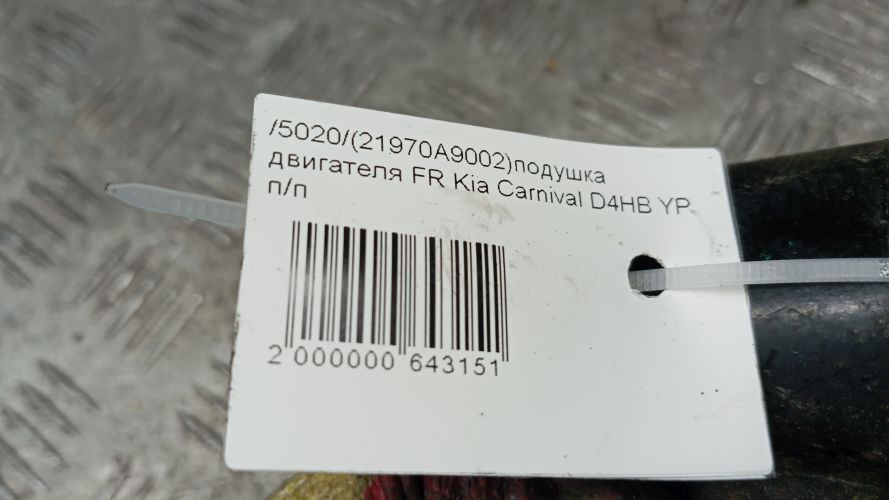 /5020/(21970A9002)подушка
двигателя FR Kia Carnival D4HB YP
п/п
2 000000 643151